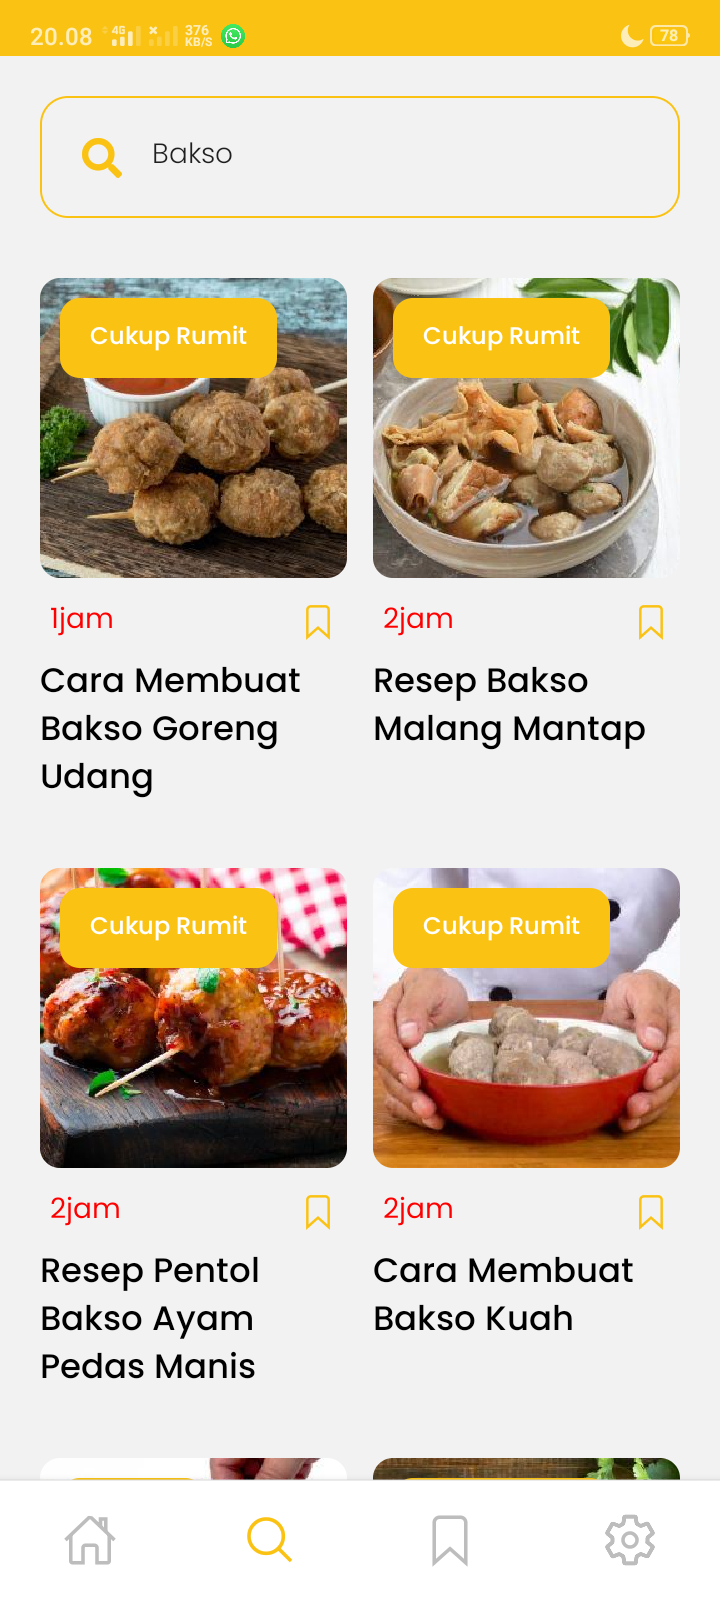 20.08 4G 376 KB/S 78
Bakso
Cukup Rumit
Cukup Rumit
1jam
2jam
Cara Membuat
Bakso Goreng
Udang
Resep Bakso
Malang Mantap
Cukup Rumit
Cukup Rumit
2jam
2jam
Resep Pentol
Bakso Ayam
Pedas Manis
Cara Membuat
Bakso Kuah